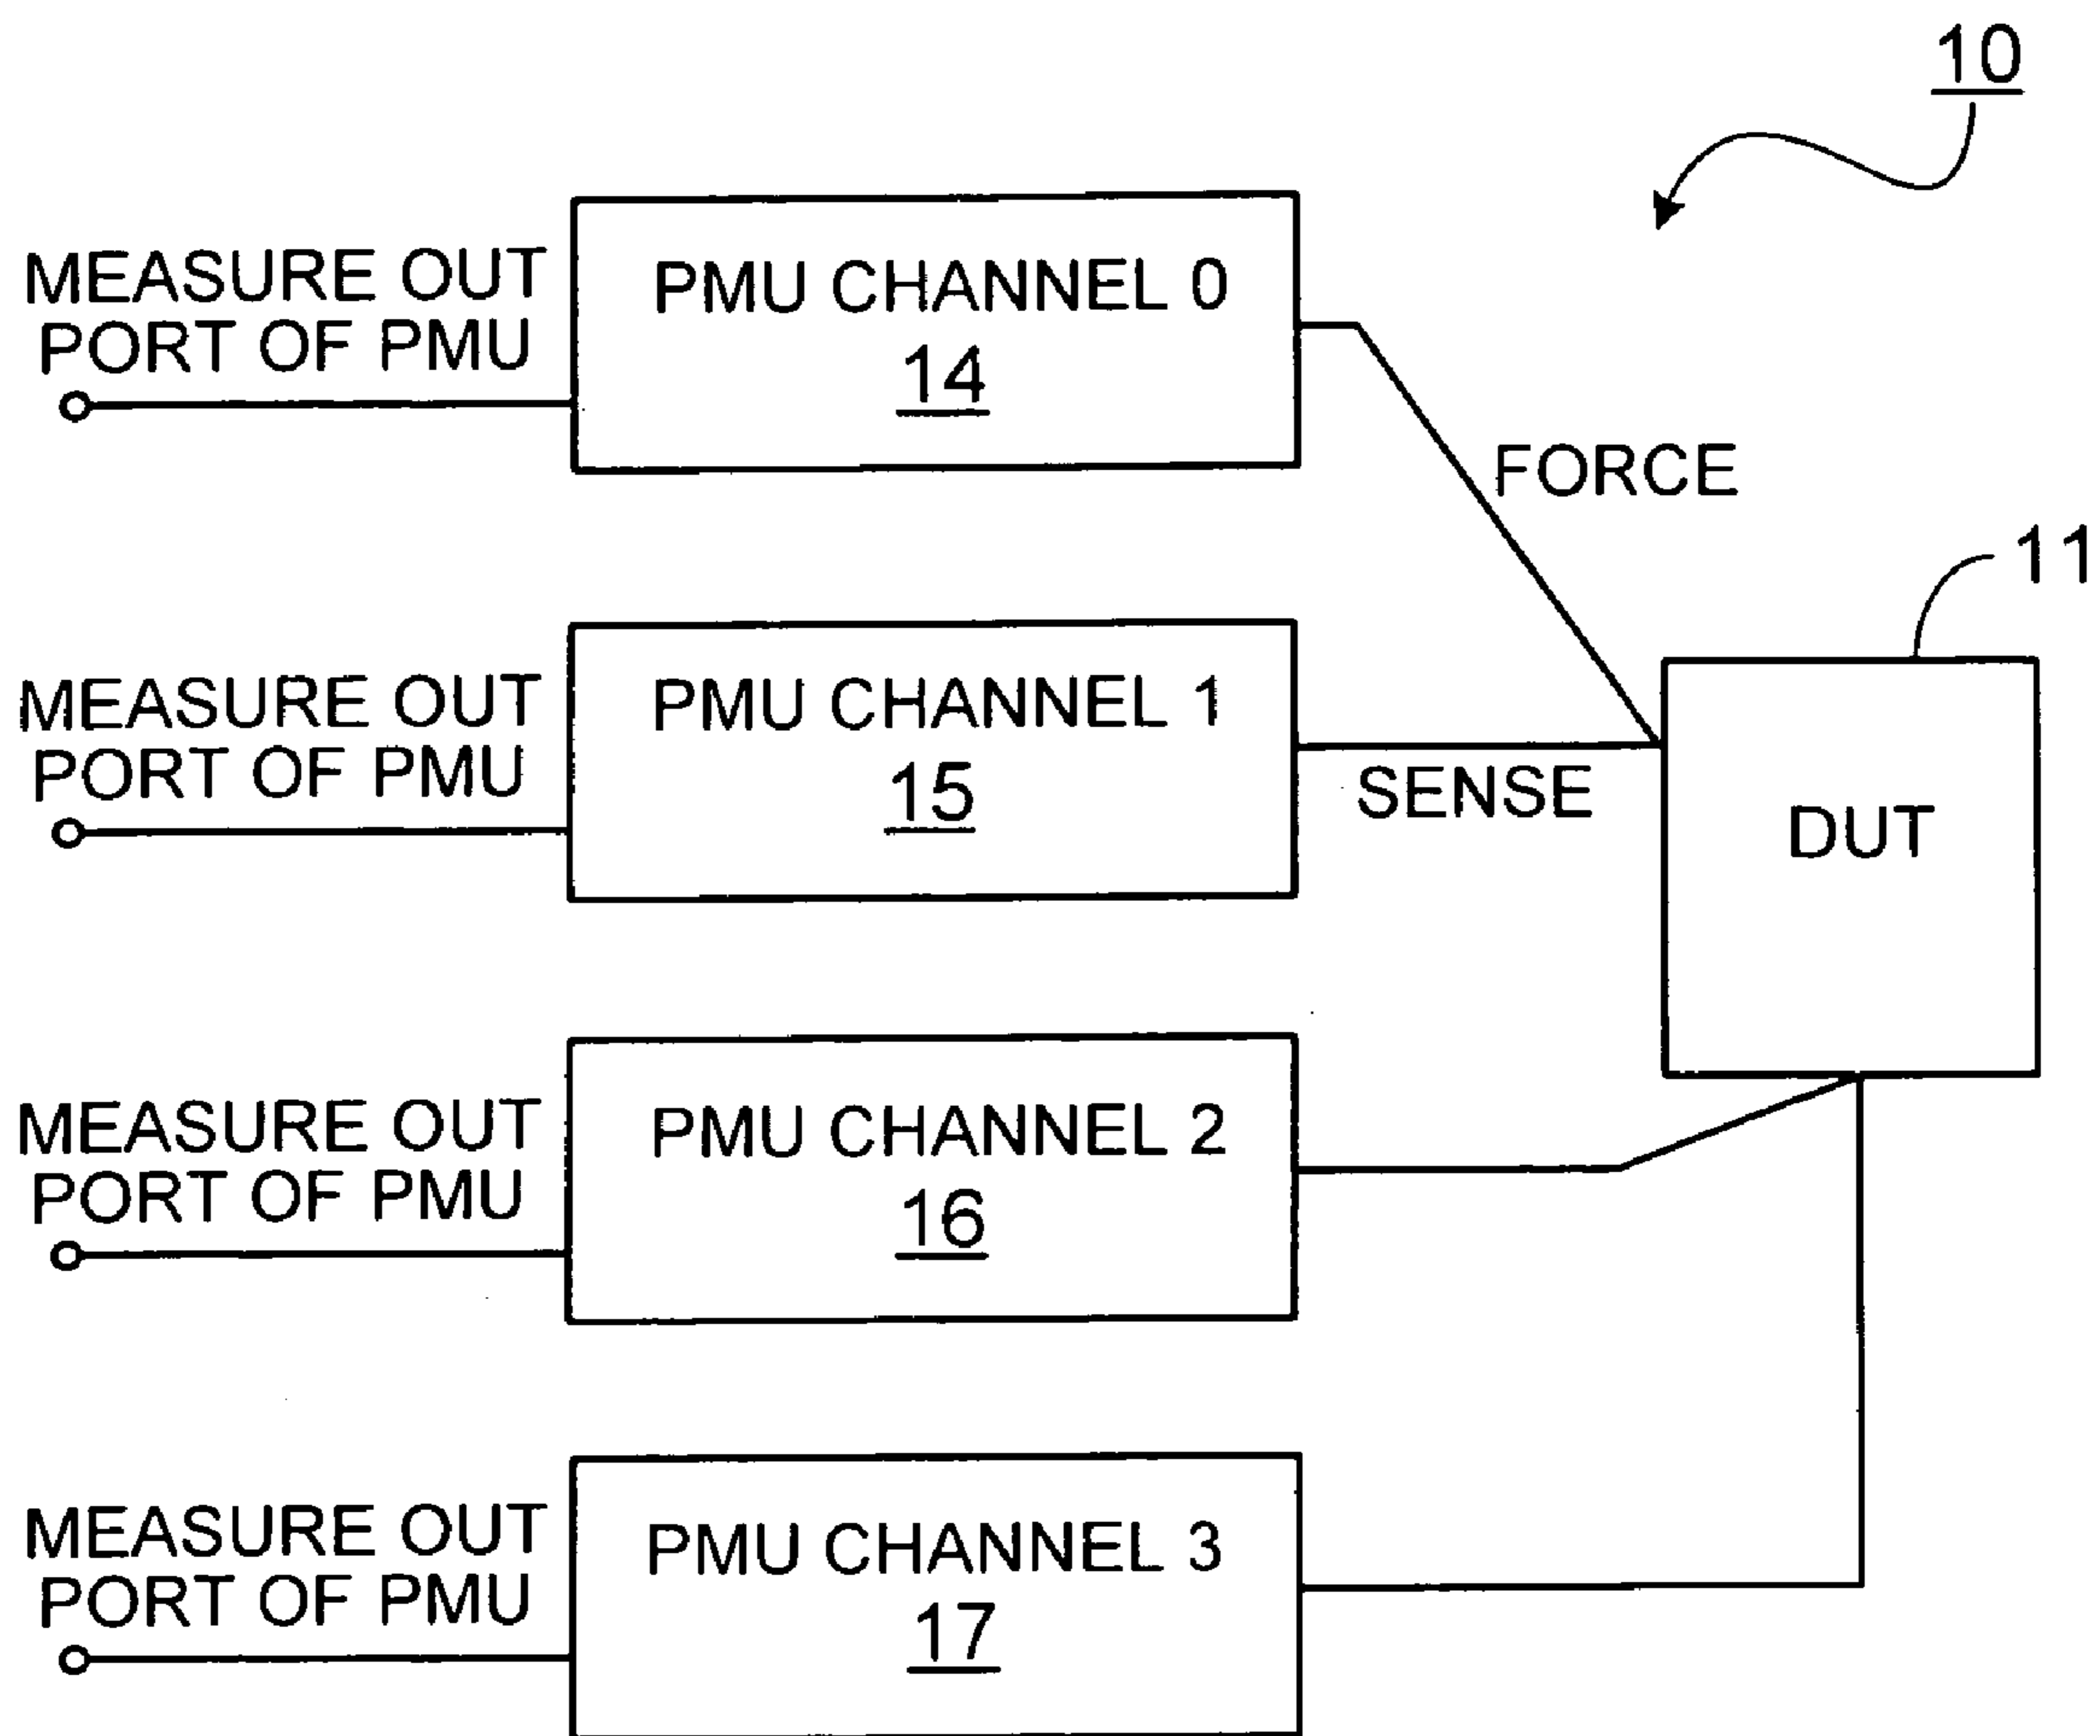 10
MEASURE OUT
PORT OF PMU
PMU CHANNEL 0
14
FORCE
11
MEASURE OUT
PORT OF PMU
PMU CHANNEL 1
15
SENSE
DUT
MEASURE OUT
PORT OF PMU
PMU CHANNEL 2
16
MEASURE OUT
PORT OF PMU
PMU CHANNEL 3
17